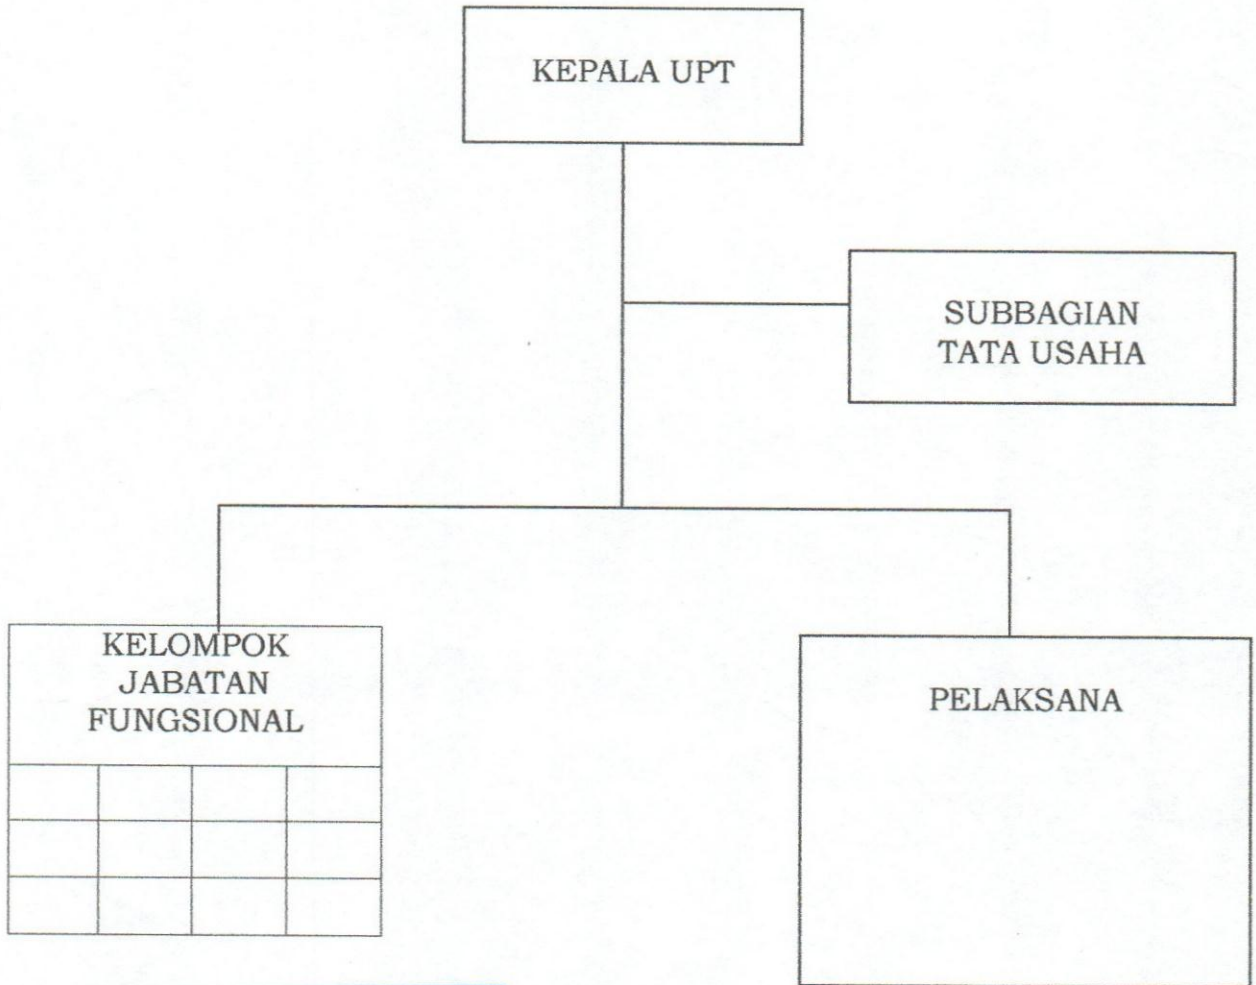 KEPALA UPT
SUBBAGIAN
TATA USAHA
KELOMPOK
JABATAN
FUNGSIONAL
PELAKSANA